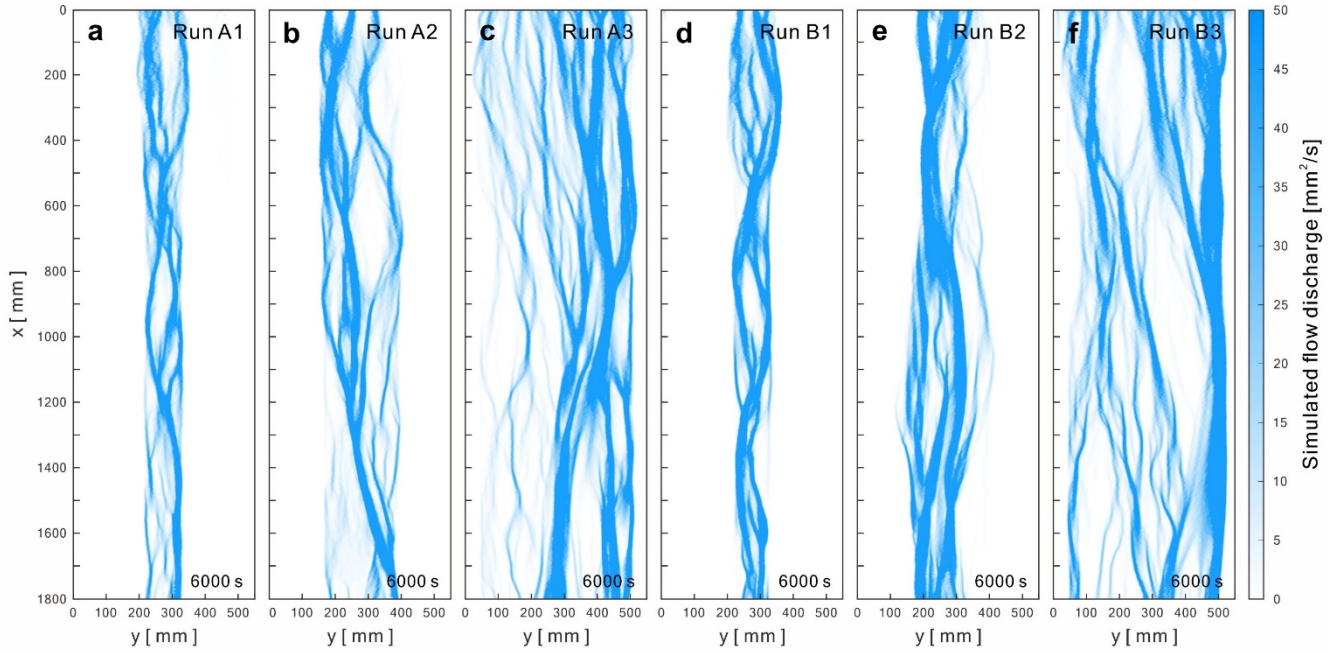 a Run A1
b Run A2
c Run A3
d Run B1
e Run B2
f Run B3
0
200
400
600
800
1000
1200
1400
1600
1800
x [ mm ]
6000 s
6000 s
6000 s
6000 s
6000 s
6000 s
0 100 200 300 400 500
0 100 200 300 400 500
0 100 200 300 400 500
0 100 200 300 400 500
0 100 200 300 400 500
0 100 200 300 400 500
y [ mm ]
y [ mm ]
y [ mm ]
y [ mm ]
y [ mm ]
y [ mm ]
50
45
40
35
30
25
20
15
10
5
0
Simulated flow discharge [mm²/s]